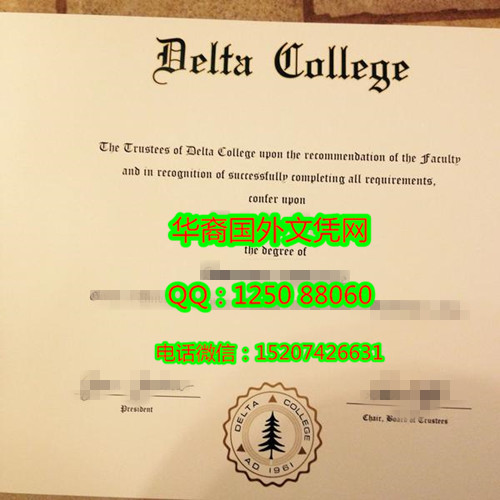 Delta College
The Trustees of Delta College upon the recommendation of the Faculty
and in recognition of successfully completing all requirements,
confer upon
华裔国外文凭网
the degree of
QQ：1250 88060
电话微信：15207426631
President
Chair, Board of Trustees
DELTA COLLEGE
AD 1961